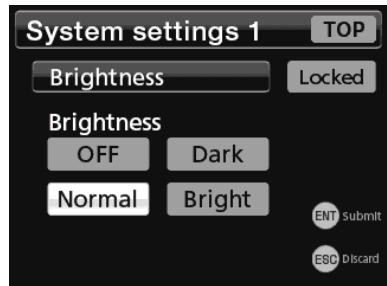 System settings 1 TOP
Brightness Locked
Brightness
OFF Dark
Normal Bright
ENT Submit
ESC Discard